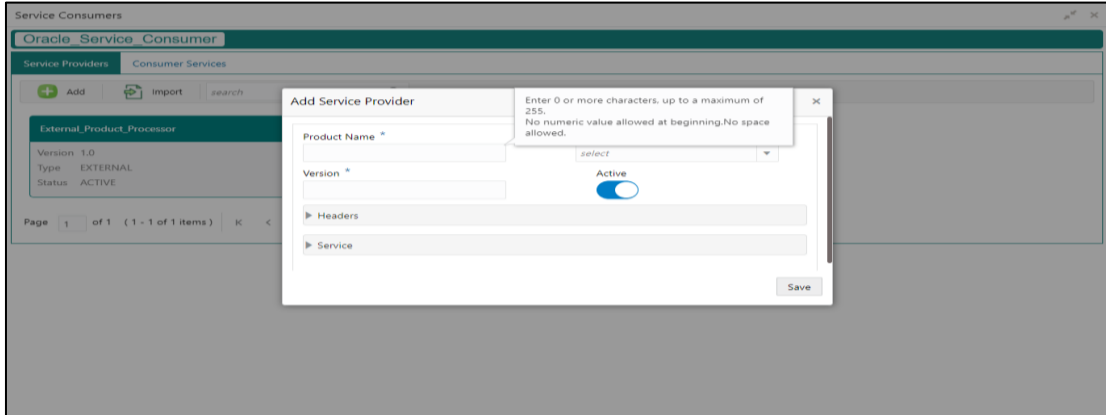 Service Consumers
Oracle_Service_Consumer
Service Providers Consumer Services
Add Import search
External_Product_Processor
Version 1.0
Type EXTERNAL
Status ACTIVE
Page 1 of 1 (1 - 1 of 1 items) K <
Add Service Provider
Enter 0 or more characters, up to a maximum of
255.
No numeric value allowed at beginning.No space
allowed.
Product Name *
select
Version *
Active
Headers
Service
Save